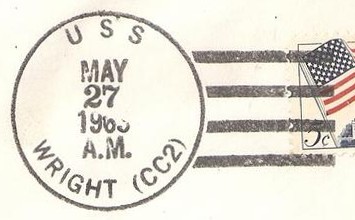 USS
MAY
27
A.M.
WRIGHT (CC2)
5c